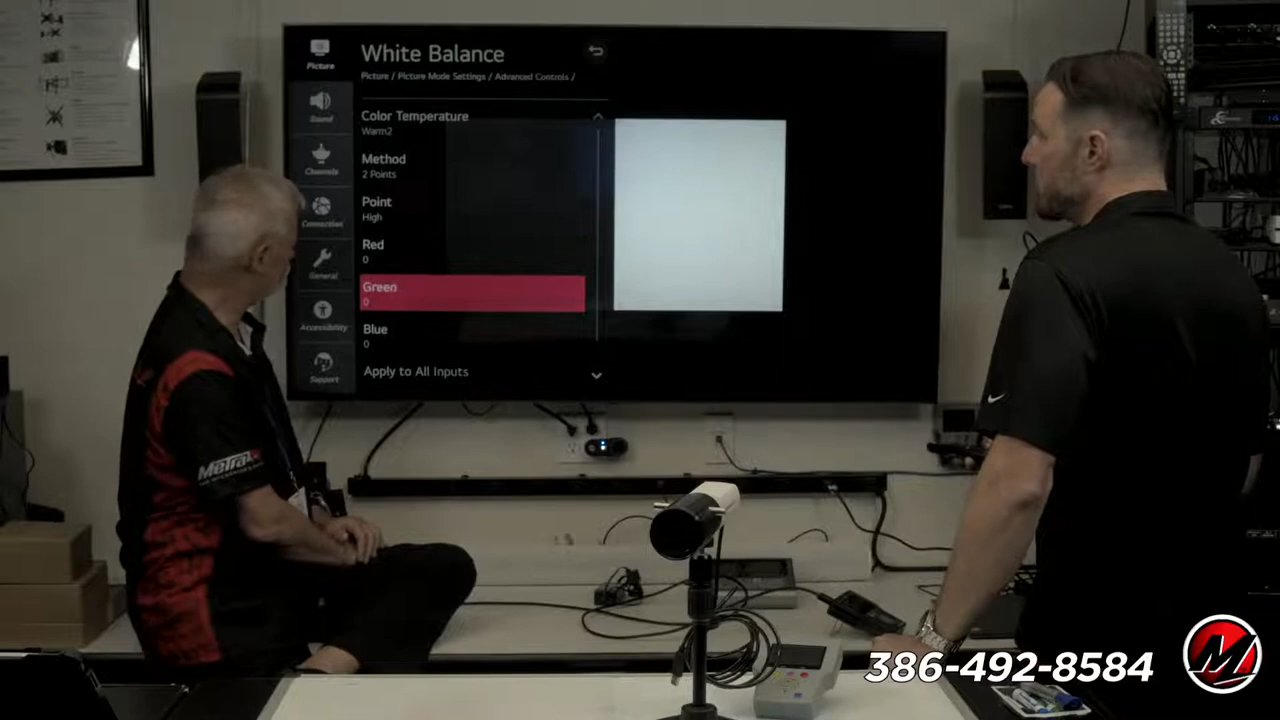 White Balance
Picture / Picture Mode Settings / Advanced Controls /
Picture
Sound
Channels
Connection
General
Accessibility
Support
Color Temperature
Warm2
Method
2 Points
Point
High
Red
0
Green
0
Blue
0
Apply to All Inputs
Metra
386-492-8584
M